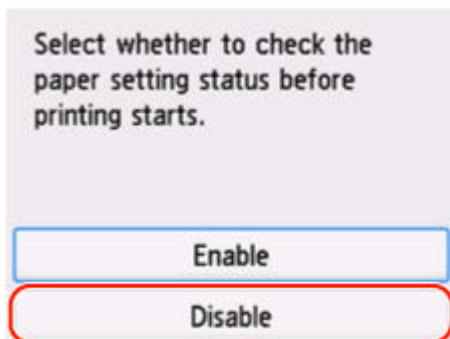 Select whether to check the
paper setting status before
printing starts.
Enable
Disable